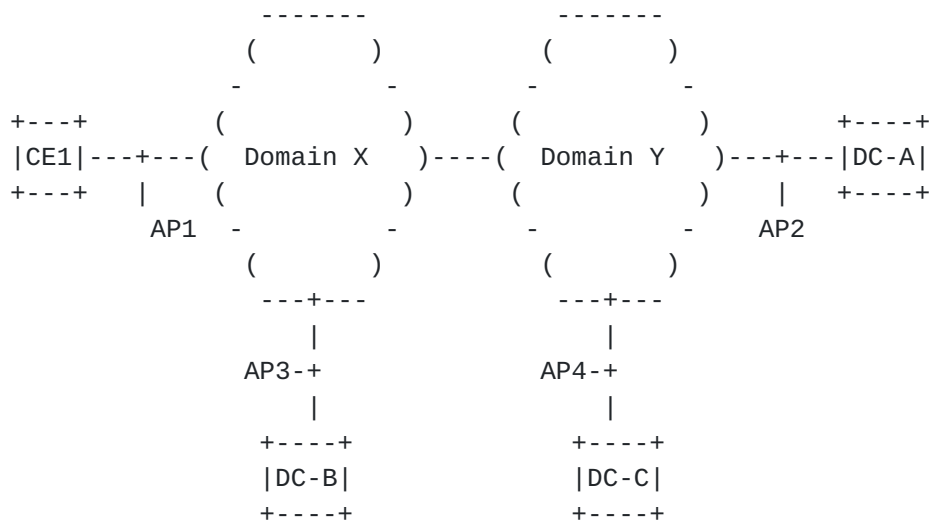 -------            -------
                (       )          (       )
               -         -        -         -
+---+         (           )      (           )        +----+
|CE1|---+---(  Domain X   )----(  Domain Y   )---+---|DC-A|
+---+   |    (           )      (           )    |   +----+
         AP1  -         -        -         -    AP2
                (       )          (       )
                 ---+---            ---+---
                    |                  |
                AP3-+              AP4-+
                    |                  |
                 +----+              +----+
                 |DC-B|              |DC-C|
                 +----+              +----+